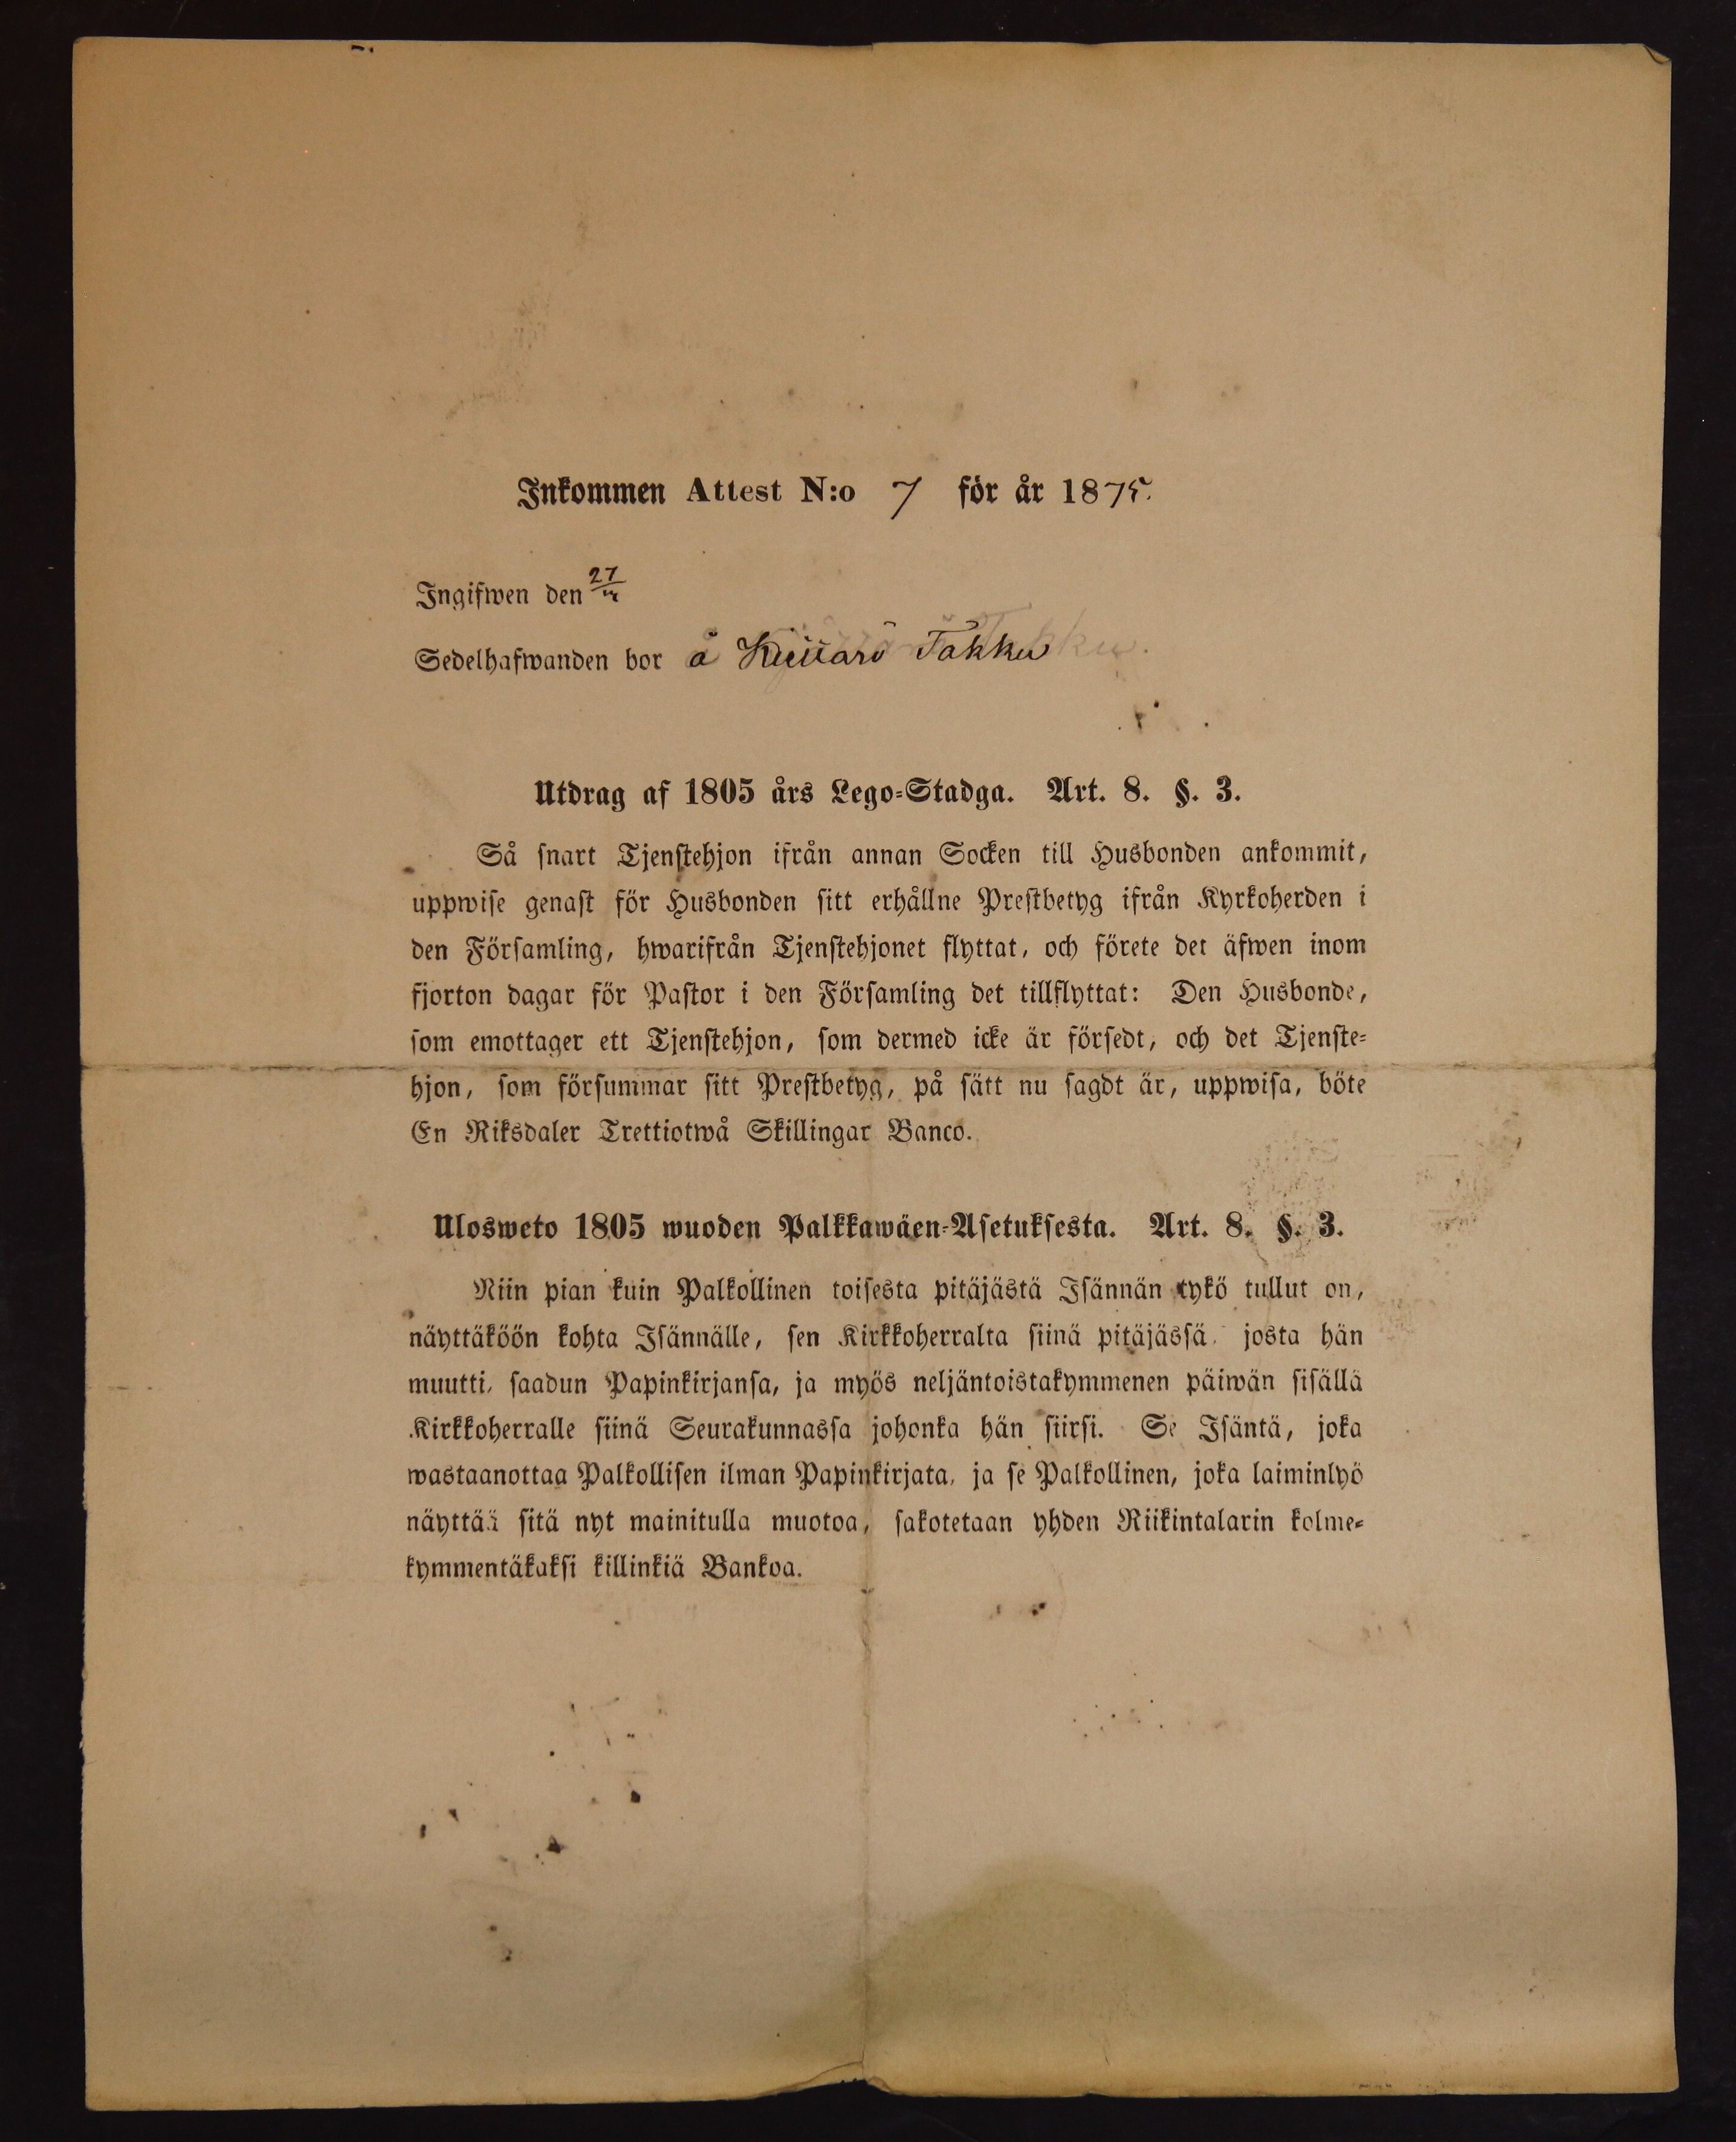 Inkommen Attest N:o 7 för år 1875.
Ingifwen den 27
Sedelhafwanden bor å Takku
Utdrag af 1805 års Lego-Stadga. Art. 8. §. 3.
Så snart Tjenstehjon ifrån annan Socken till Husbonden ankommit,
uppwise genast för Husbonden sitt erhållne Prestbetyg ifrån Kyrkoherden i
den Församling, hwarifrån Tjenstehjonet flyttat, och förete det äfwen inom
fjorton dagar för Pastor i den Församling det tillflyttat: Den Husbonde,
som emottager ett Tjenstehjon, som dermed icke är försedt, och det Tjenste-
hjon, som försummar sitt Prestbetyg, på sätt nu sagdt är, uppwisa, böte
En Riksdaler Trettiotwå Skillingar Banco.
Ulosweto 1805 wuoden Palkkawäen-Asetuksesta. Art. 8. §. 3.
Niin pian kuin Palkollinen toisesta pitäjästä Isännän tykö tullut on,
näyttäköön kohta Isännälle, sen Kirkkoherralta siinä pitäjässä, josta hän
muutti, saadun Papinkirjansa, ja myös neljäntoistakymmenen päiwän sisällä
Kirkkoherralle siinä Seurakunnassa johonka hän siirsi. Se Isäntä, joka
wastaanottaa Palkollisen ilman Papinkirjata, ja se Palkollinen, joka laiminlyö
näyttää sitä nyt mainitulla muotoa, sakotetaan yhden Riikintalarin kolme-
kymmentäkaksi killinkiä Bankoa.